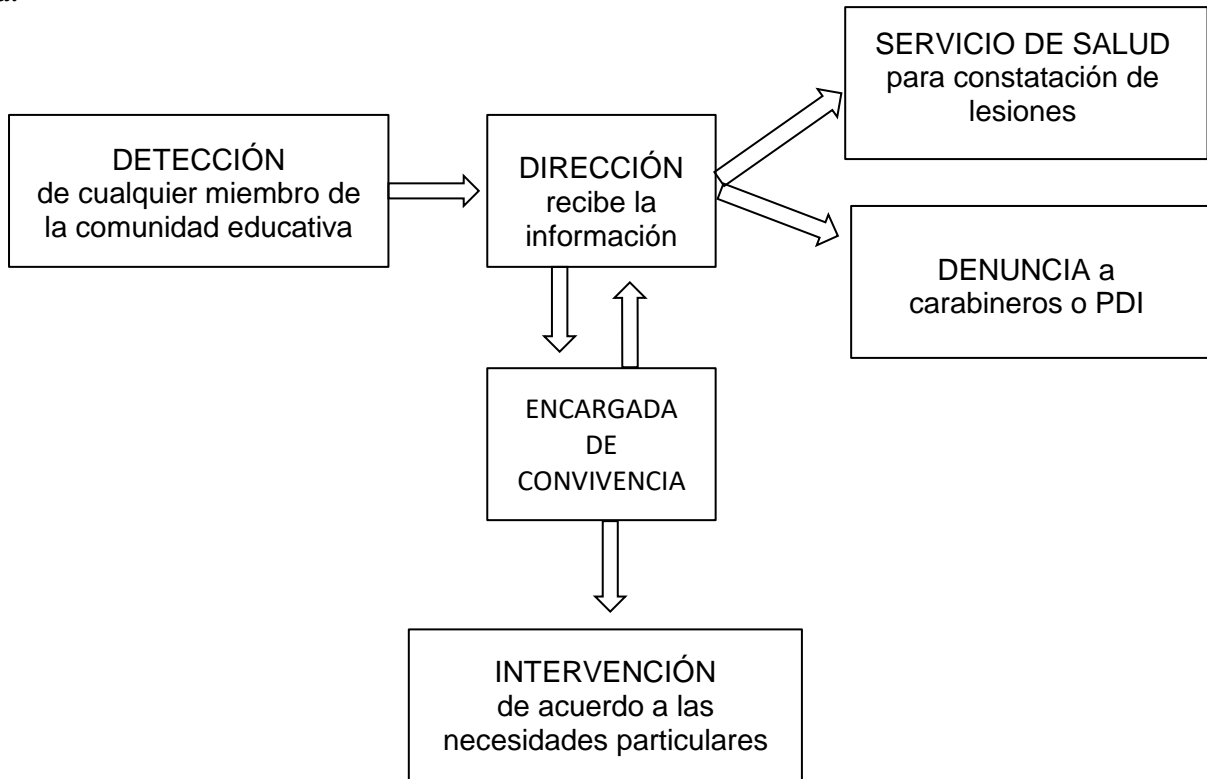 SERVICIO DE SALUD
para constatación de
lesiones
DETECCIÓN
de cualquier miembro de
la comunidad educativa
DIRECCIÓN
recibe la
información
DENUNCIA a
carabineros o PDI
ENCARGADA
DE
CONVIVENCIA
INTERVENCIÓN
de acuerdo a las
necesidades particulares